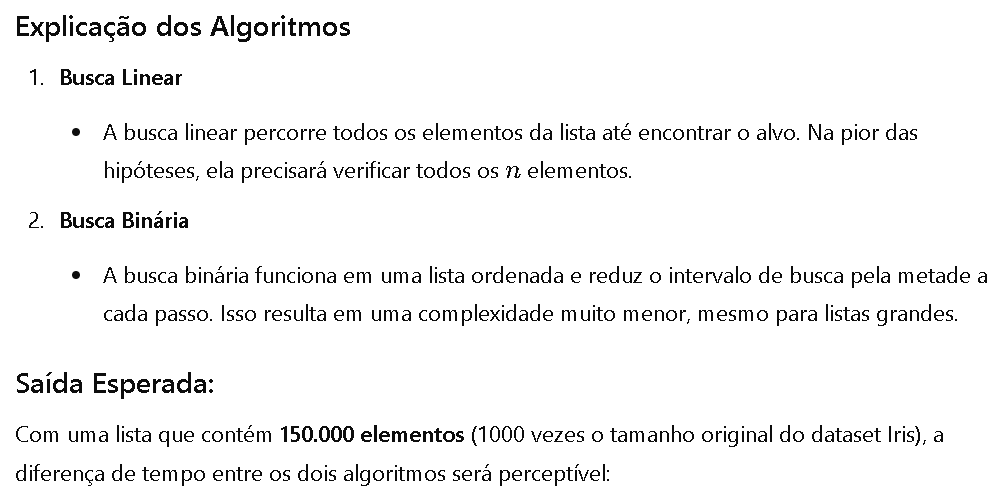 Explicação dos Algoritmos
1. Busca Linear
• A busca linear percorre todos os elementos da lista até encontrar o alvo. Na pior das
hipóteses, ela precisará verificar todos os n elementos.
2. Busca Binária
• A busca binária funciona em uma lista ordenada e reduz o intervalo de busca pela metade a
cada passo. Isso resulta em uma complexidade muito menor, mesmo para listas grandes.
Saída Esperada:
Com uma lista que contém 150.000 elementos (1000 vezes o tamanho original do dataset Iris), a
diferença de tempo entre os dois algoritmos será perceptível: